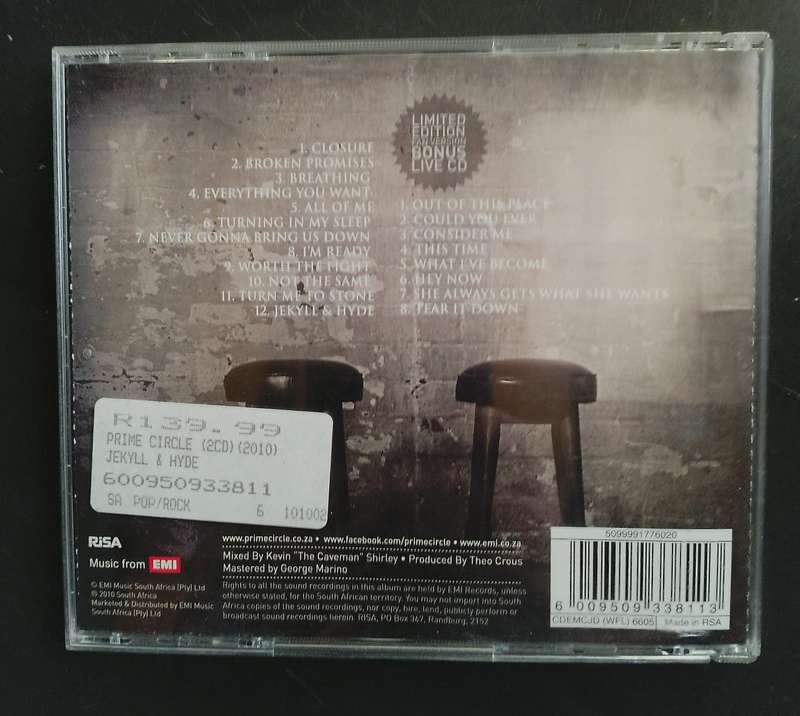 LIMITED
EDITION
FAN VERSION
BONUS
LIVE CD
1. CLOSURE
2. BROKEN PROMISES
3. BREATHING
4. EVERYTHING YOU WANT
5. ALL OF ME
6. TURNING IN MY SLEEP
7. NEVER GONNA BRING US DOWN
8. I'M READY
9. WORTH THE FIGHT
10. NOT THE SAME
11. TURN ME TO STONE
12. JEKYLL & HYDE
1. OUT OF THIS PLACE
2. COULD YOU EVER
3. CONSIDER ME
4. THIS TIME
5. WHAT I'VE BECOME
6. HEY NOW
7. SHE ALWAYS GETS WHAT SHE WANTS
8. TEAR IT DOWN
R139.99
PRIME CIRCLE (2CD)(2010)
JEKYLL & HYDE
600950933811
SA POP/ROCK 6 101002
RiSA
Music from EMI
© EMI Music South Africa (Pty) Ltd
℗ 2010 South Africa
Marketed & Distributed by EMI Music
South Africa (Pty) Ltd
www.primecircle.co.za • www.facebook.com/primecircle • www.emi.co.za
Mixed By Kevin "The Caveman" Shirley • Produced By Theo Crous
Mastered by George Marino
Rights to all the sound recordings in this album are held by EMI Records, unless
otherwise stated, for the South African territory. You may not import into South
Africa copies of the sound recordings, nor copy, hire, lend, publicly perform or
broadcast sound recordings herein. RISA, PO Box 367, Randburg, 2152
5099991776020
6 009509 338113
CDEMCJD (WFL) 6605 Made in RSA